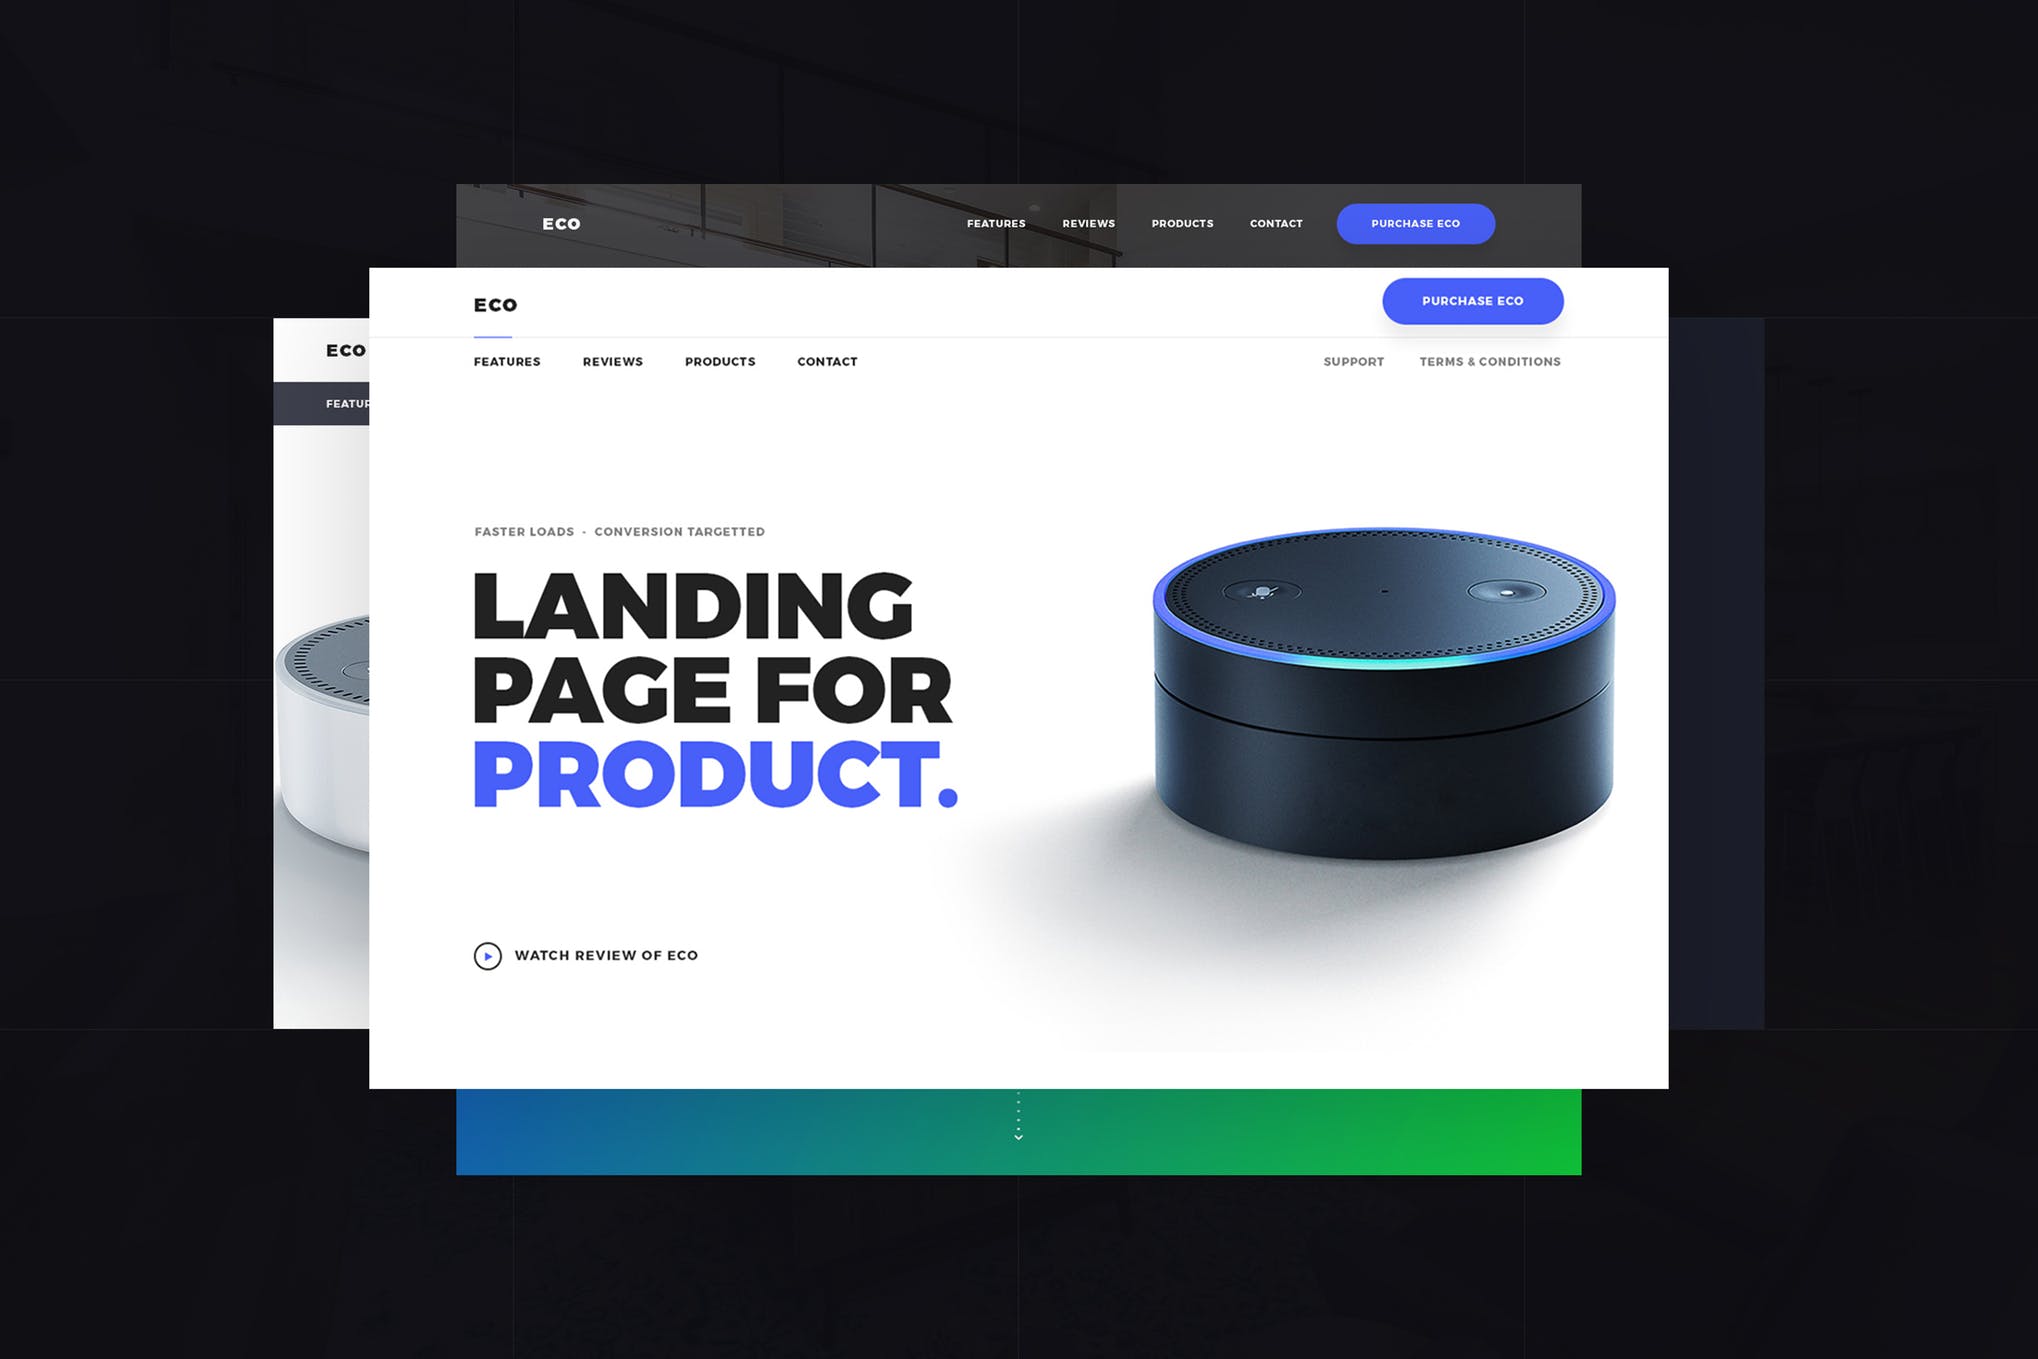 ECO
FEATURES REVIEWS PRODUCTS CONTACT PURCHASE ECO
ECO
PURCHASE ECO
FEATURES REVIEWS PRODUCTS CONTACT
SUPPORT TERMS & CONDITIONS
ECO
FEATUR
FASTER LOADS - CONVERSION TARGETTED
LANDING
PAGE FOR
PRODUCT.
WATCH REVIEW OF ECO